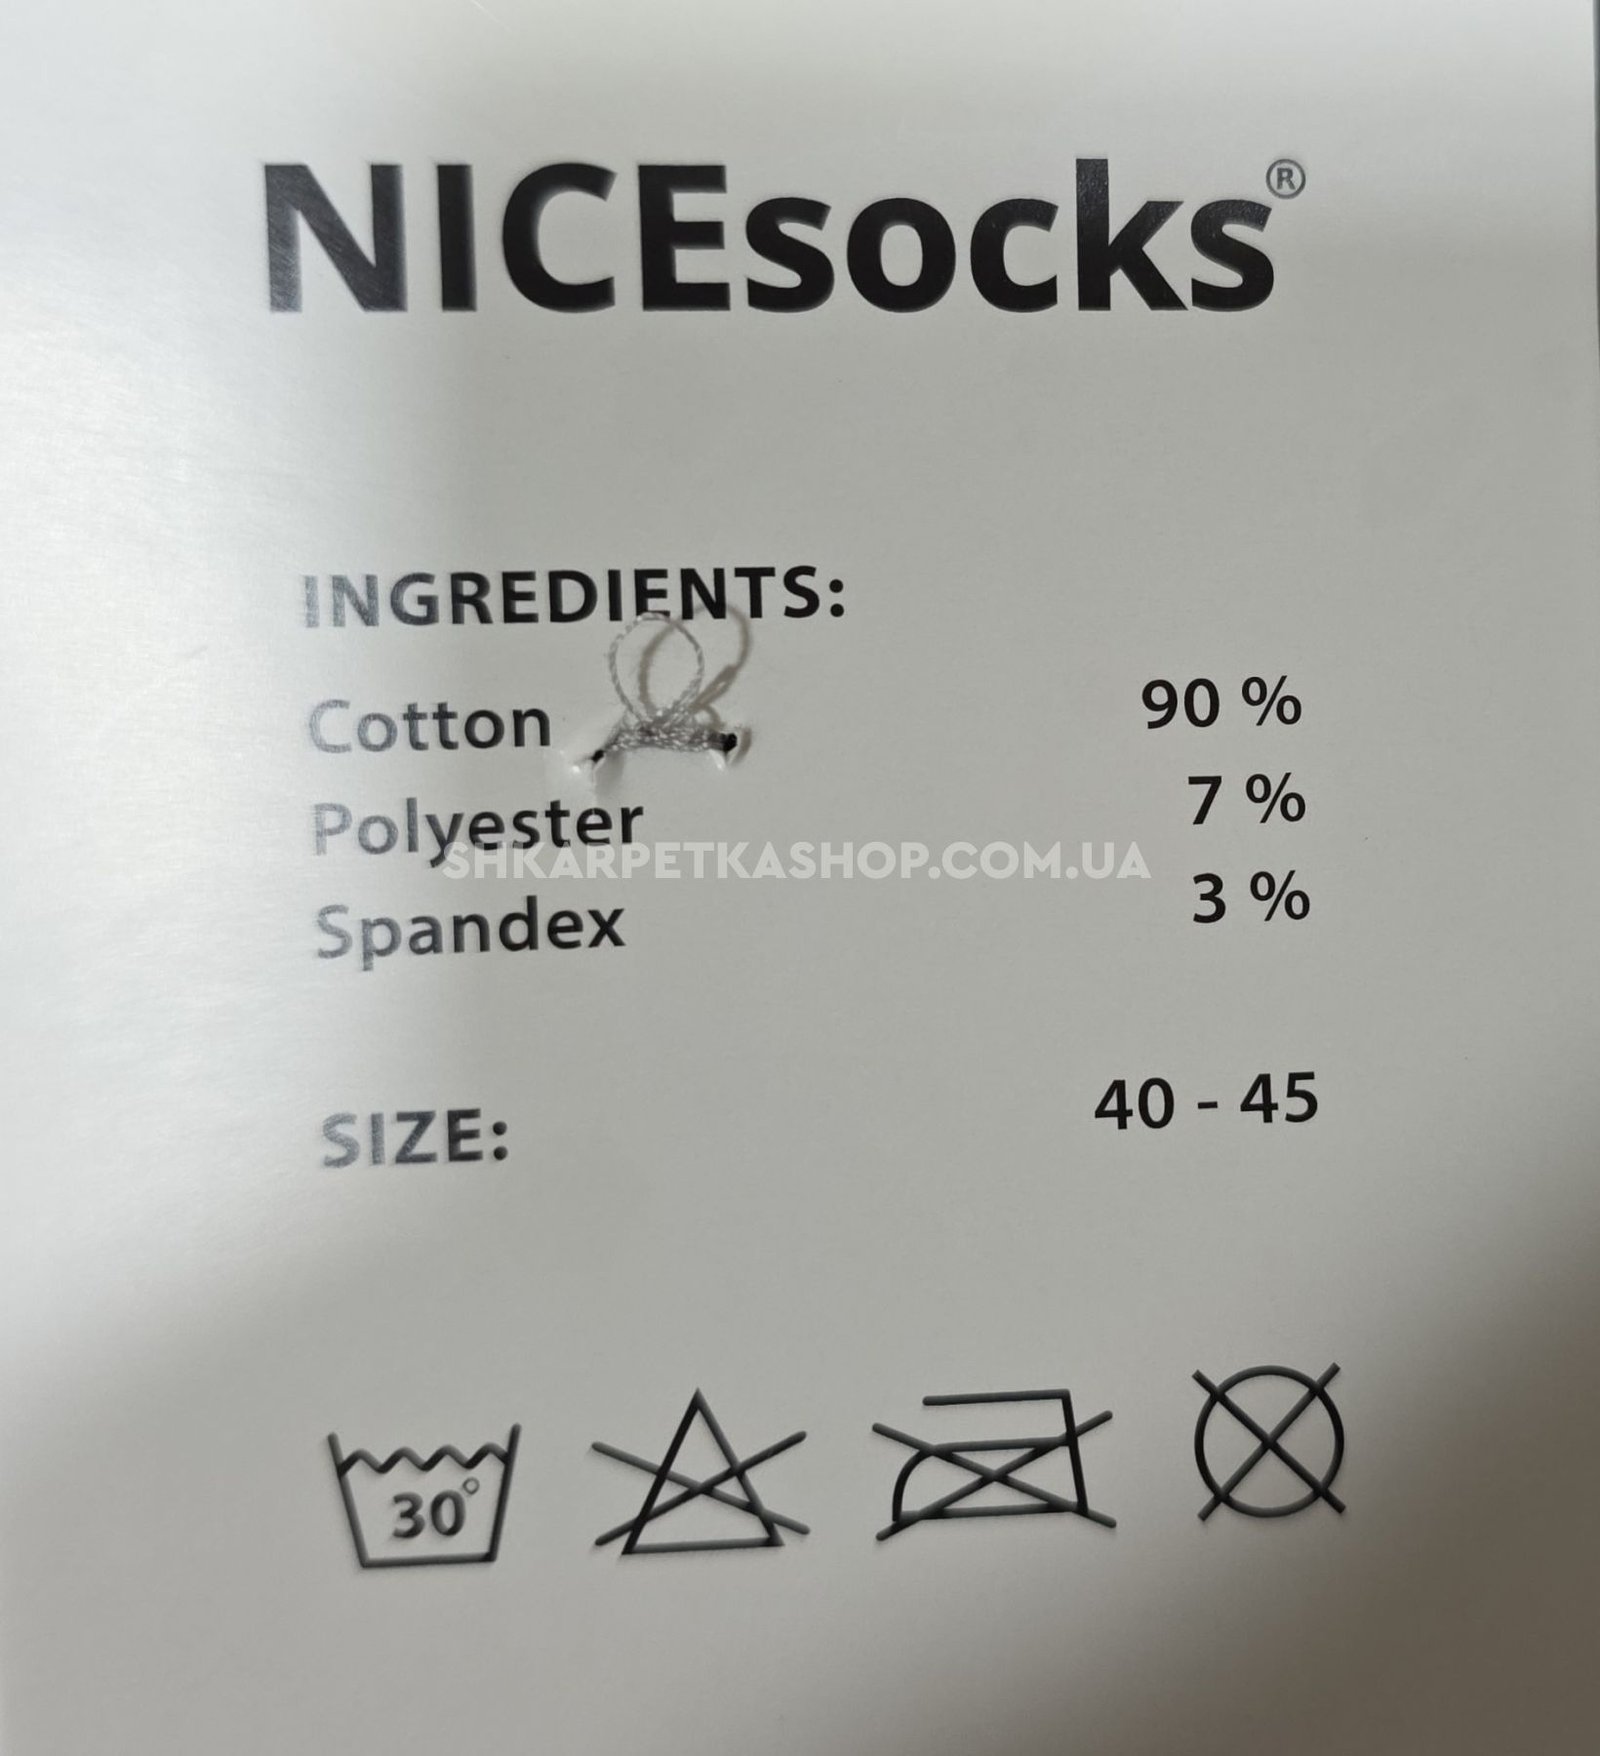 NICEsocks®
INGREDIENTS:
Cotton 90 %
Polyester 7 %
SHKARPETKASHOP.COM.UA
Spandex 3 %
SIZE: 40 - 45
30°